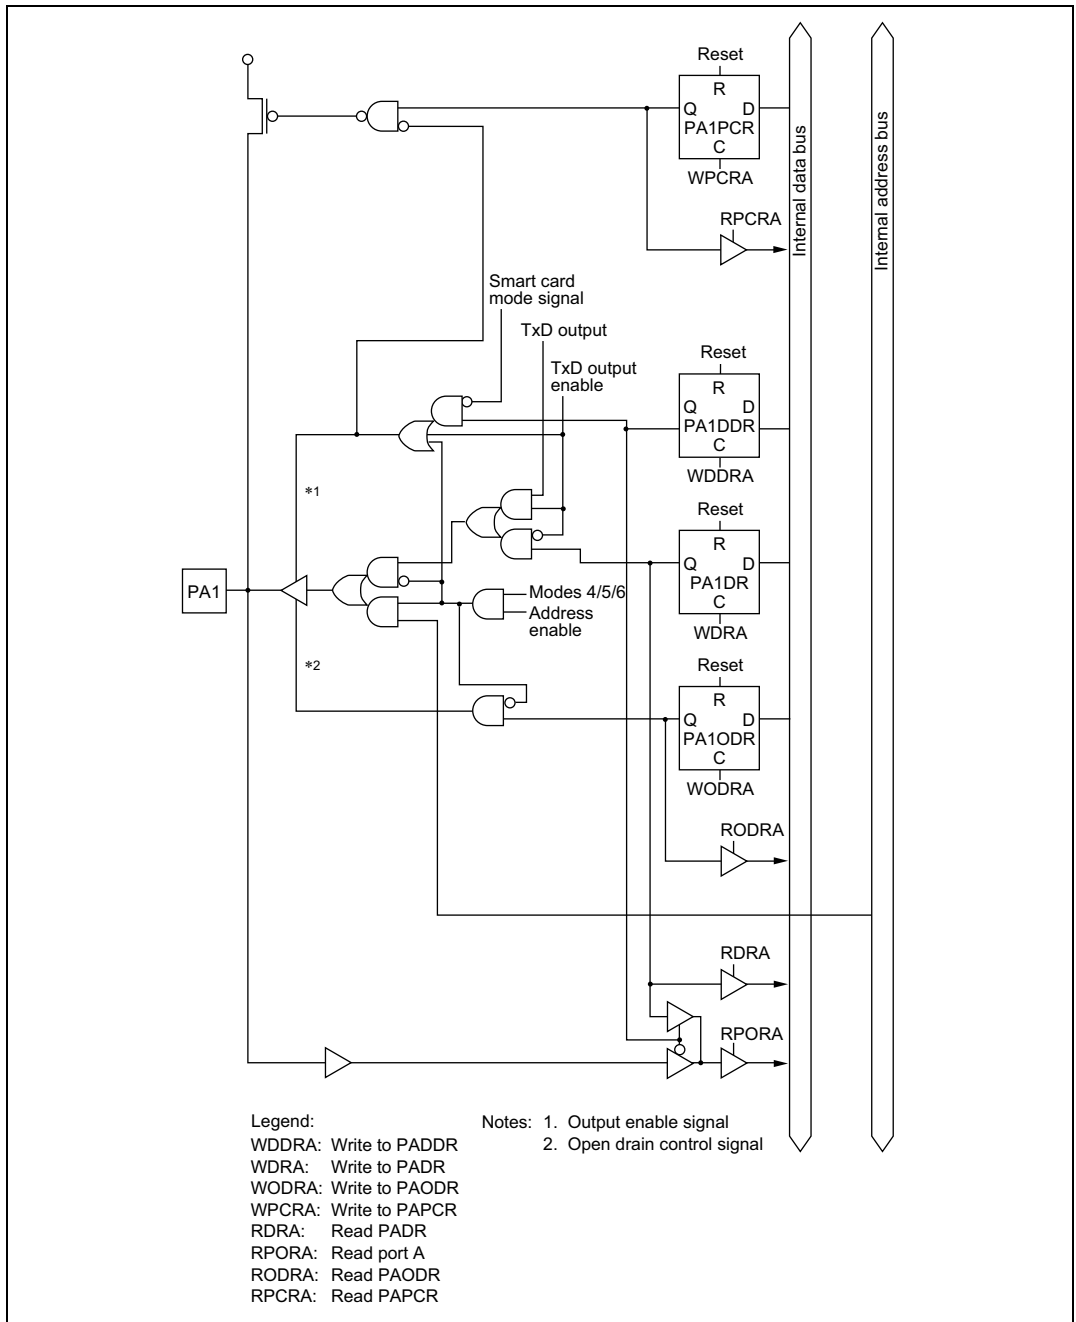 Reset
R
Q D
PA1PCR
C
WPCRA
RPCRA
Internal data bus
Internal address bus
Smart card
mode signal
TxD output
TxD output
enable
Reset
R
Q D
PA1DDR
C
WDDRA
*1
Reset
R
Q D
PA1DR
C
WDRA
PA1
Modes 4/5/6
Address
enable
*2
Reset
R
Q D
PA1ODR
C
WODRA
RODRA
RDRA
RPORA
Legend:
WDDRA: Write to PADDR
WDRA: Write to PADR
WODRA: Write to PAODR
WPCRA: Write to PAPCR
RDRA: Read PADR
RPORA: Read port A
RODRA: Read PAODR
RPCRA: Read PAPCR
Notes: 1. Output enable signal
2. Open drain control signal